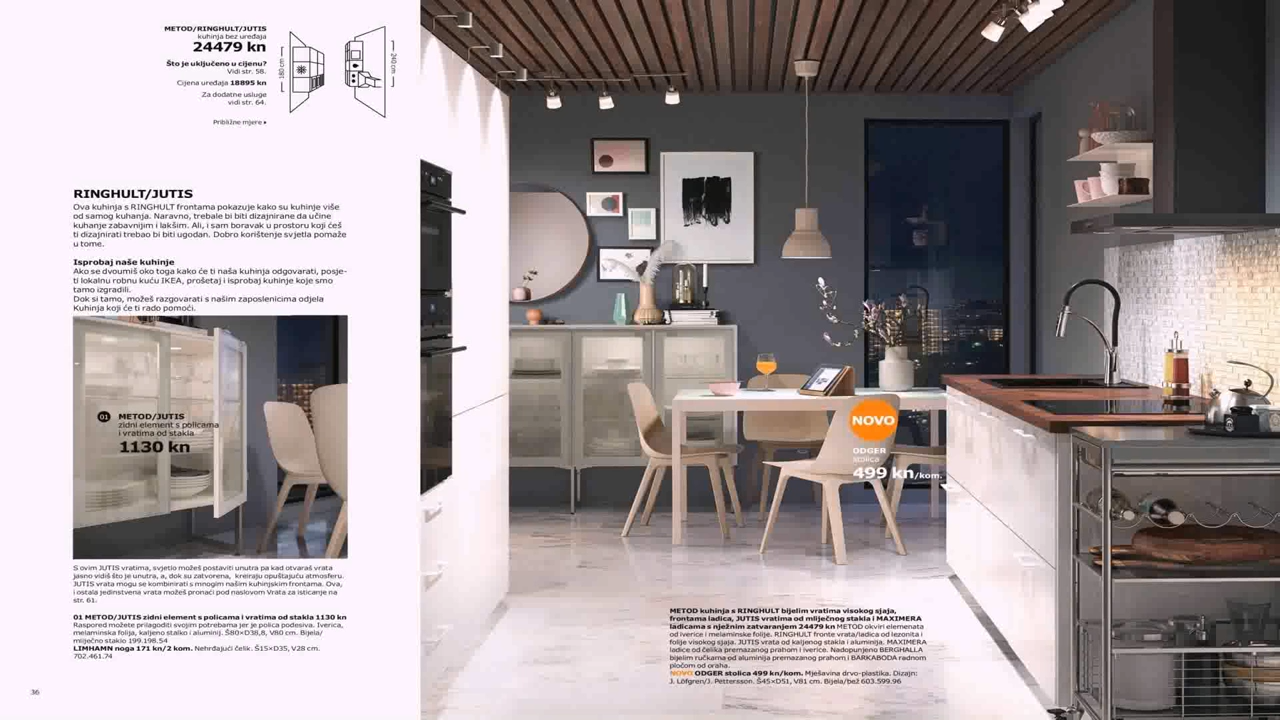 METOD/RINGHULT/JUTIS
kuhinja bez uređaja
24479 kn
Što je uključeno u cijenu?
Vidi str. 58.
Cijena uređaja 18895 kn
Za dodatne usluge
vidi str. 64.
Približne mjere
180 cm
240 cm
RINGHULT/JUTIS
Ova kuhinja s RINGHULT frontama pokazuje kako su kuhinje više
od samog kuhanja. Naravno, trebale bi biti dizajnirane da učine
kuhanje zabavnijim i lakšim. Ali, i sam boravak u prostoru koji ćeš
ti dizajnirati trebao bi biti ugodan. Dobro korištenje svjetla pomaže
u tome.
Isprobaj naše kuhinje
Ako se dvoumiš oko toga kako će ti naša kuhinja odgovarati, posje-
ti lokalnu robnu kuću IKEA, prošetaj i isprobaj kuhinje koje smo
tamo izgradili.
Dok si tamo, možeš razgovarati s našim zaposlenicima odjela
Kuhinja koji će ti rado pomoći.
01 METOD/JUTIS
zidni element s policama
i vratima od stakla
1130 kn
S ovim JUTIS vratima, svjetlo možeš postaviti unutra pa kad otvaraš vrata
jasno vidiš što je unutra, a, dok su zatvorena, kreiraju opuštajuću atmosferu.
JUTIS vrata mogu se kombinirati s mnogim našim kuhinjskim frontama. Ova,
i ostala jedinstvena vrata možeš pronaći pod naslovom Vrata za isticanje na
str. 61.
01 METOD/JUTIS zidni element s policama i vratima od stakla 1130 kn
Raspored možete prilagoditi svojim potrebama jer je polica podesiva. Iverica,
melaminska folija, kaljeno staklo i aluminij. Š80×D38,8, V80 cm. Bijela/
mliječno staklo 199.198.54
LIMHAMN noga 171 kn/2 kom. Nehrđajući čelik. Š15×D35, V28 cm.
702.461.74
36
NOVO
ODGER
stolica
499 kn/kom.
METOD kuhinja s RINGHULT bijelim vratima visokog sjaja,
frontama ladica, JUTIS vratima od mliječnog stakla i MAXIMERA
ladicama s nježnim zatvaranjem 24479 kn METOD okviri elemenata
od iverice i melaminske folije. RINGHULT fronte vrata/ladica od lezonita i
folije visokog sjaja. JUTIS vrata od kaljenog stakla i aluminija. MAXIMERA
ladice od čelika premazanog prahom i iverice. Nadopunjeno BERGHALLA
bijelim ručkama od aluminija premazanog prahom i BARKABODA radnom
pločom od oraha.
NOVO ODGER stolica 499 kn/kom. Mješavina drvo-plastika. Dizajn:
J. Löfgren/J. Pettersson. Š45×D51, V81 cm. Bijela/bež 603.599.96